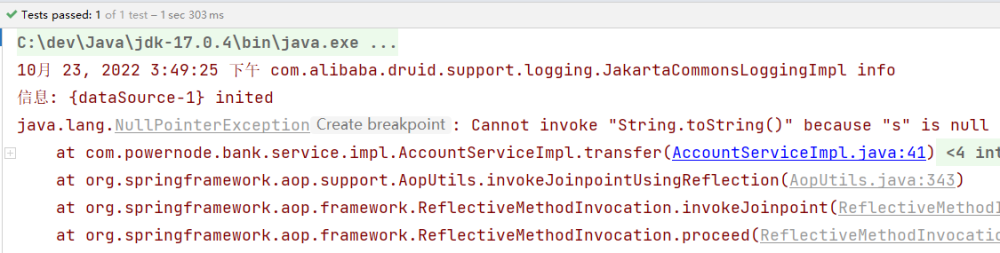 Tests passed: 1 of 1 test – 1 sec 303 ms
C:\dev\Java\jdk-17.0.4\bin\java.exe ...
10月 23, 2022 3:49:25 下午 com.alibaba.druid.support.logging.JakartaCommonsLoggingImpl info
信息: {dataSource-1} inited
java.lang.NullPointerException Create breakpoint : Cannot invoke "String.toString()" because "s" is null
at com.powernode.bank.service.impl.AccountServiceImpl.transfer(AccountServiceImpl.java:41) <4 int
at org.springframework.aop.support.AopUtils.invokeJoinpointUsingReflection(AopUtils.java:343)
at org.springframework.aop.framework.ReflectiveMethodInvocation.invokeJoinpoint(ReflectiveMethodI
at org.springframework.aop.framework.ReflectiveMethodInvocation.proceed(ReflectiveMethodInvocatio